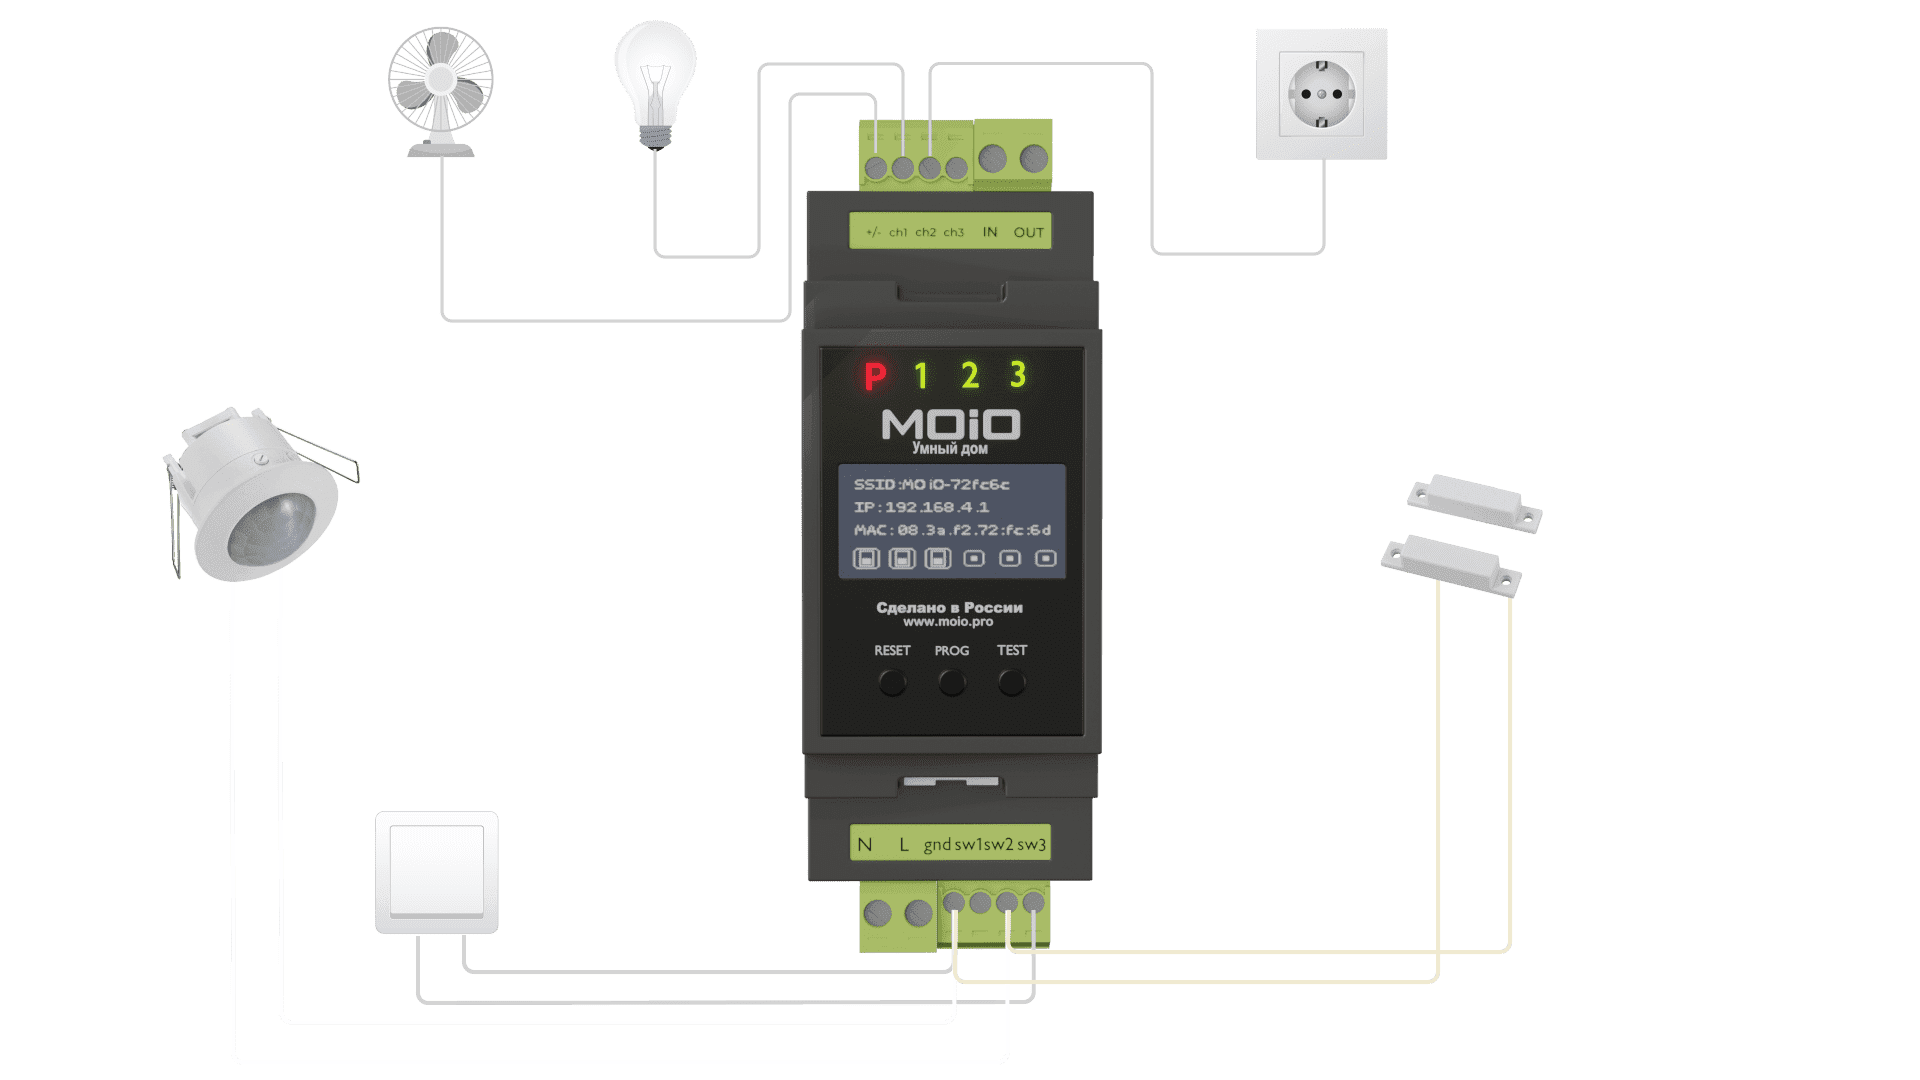 +/- ch1 ch2 ch3 IN OUT
P 1 2 3
MOiO
Умный дом
SSID:MOiO-72fc6c
IP:192.168.4.1
MAC:08.3a.f2.72:fc:6d
Сделано в России
www.moio.pro
RESET PROG TEST
N L gnd sw1 sw2 sw3